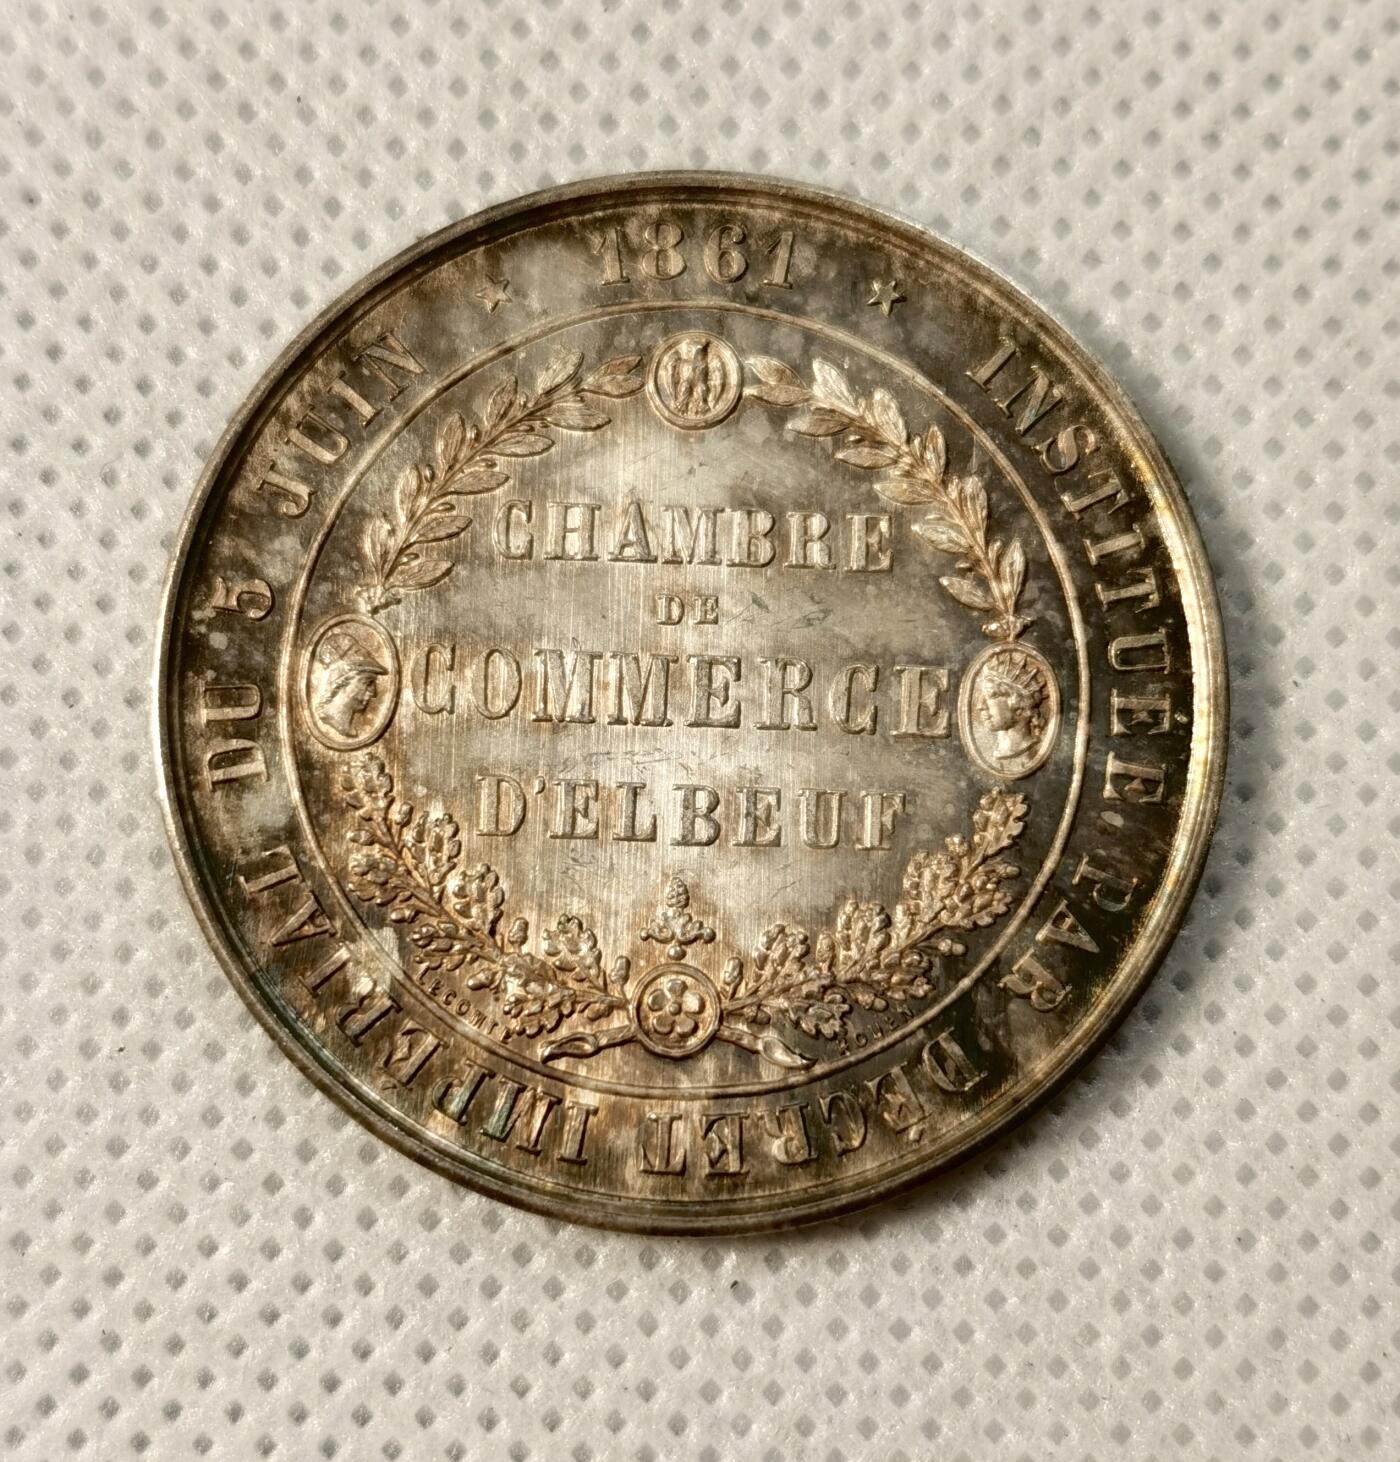 INSTITUÉE PAR DÉCRET IMPÉRIAL DU 5 JUIN
1861
CHAMBRE
DE
COMMERCE
D'ELBEUF
LECOMTE
ROUEN